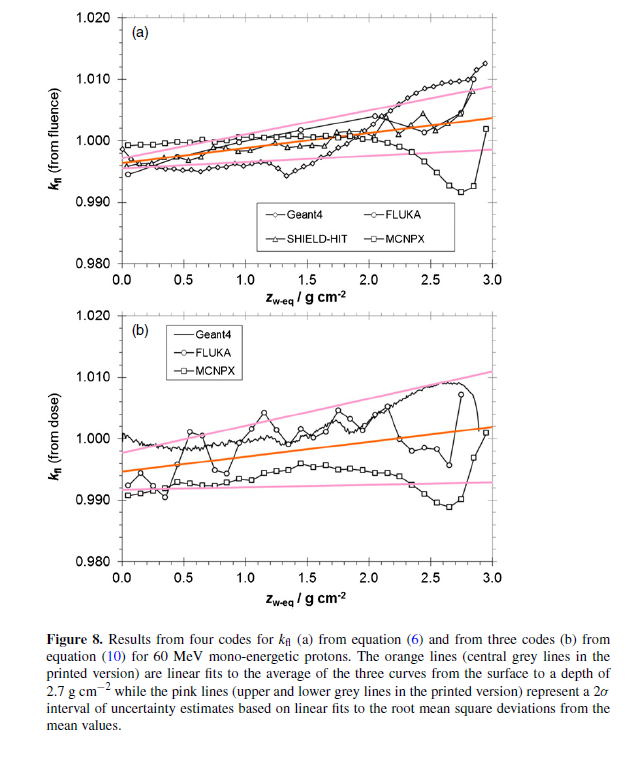 1.020
(a)
1.010
1.000
0.990
0.980
kfl (from fluence)
Geant4
FLUKA
SHIELD-HIT
MCNPX
0.0 0.5 1.0 1.5 2.0 2.5 3.0
zw-eq / g cm-2
1.020
(b)
Geant4
FLUKA
MCNPX
1.010
1.000
0.990
0.980
kfl (from dose)
0.0 0.5 1.0 1.5 2.0 2.5 3.0
zw-eq / g cm-2
Figure 8. Results from four codes for kfl (a) from equation (6) and from three codes (b) from
equation (10) for 60 MeV mono-energetic protons. The orange lines (central grey lines in the
printed version) are linear fits to the average of the three curves from the surface to a depth of
2.7 g cm−2 while the pink lines (upper and lower grey lines in the printed version) represent a 2σ
interval of uncertainty estimates based on linear fits to the root mean square deviations from the
mean values.